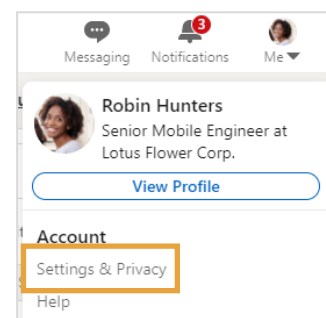 3
Messaging Notifications Me
Robin Hunters
Senior Mobile Engineer at
Lotus Flower Corp.
View Profile
Account
Settings & Privacy
Help